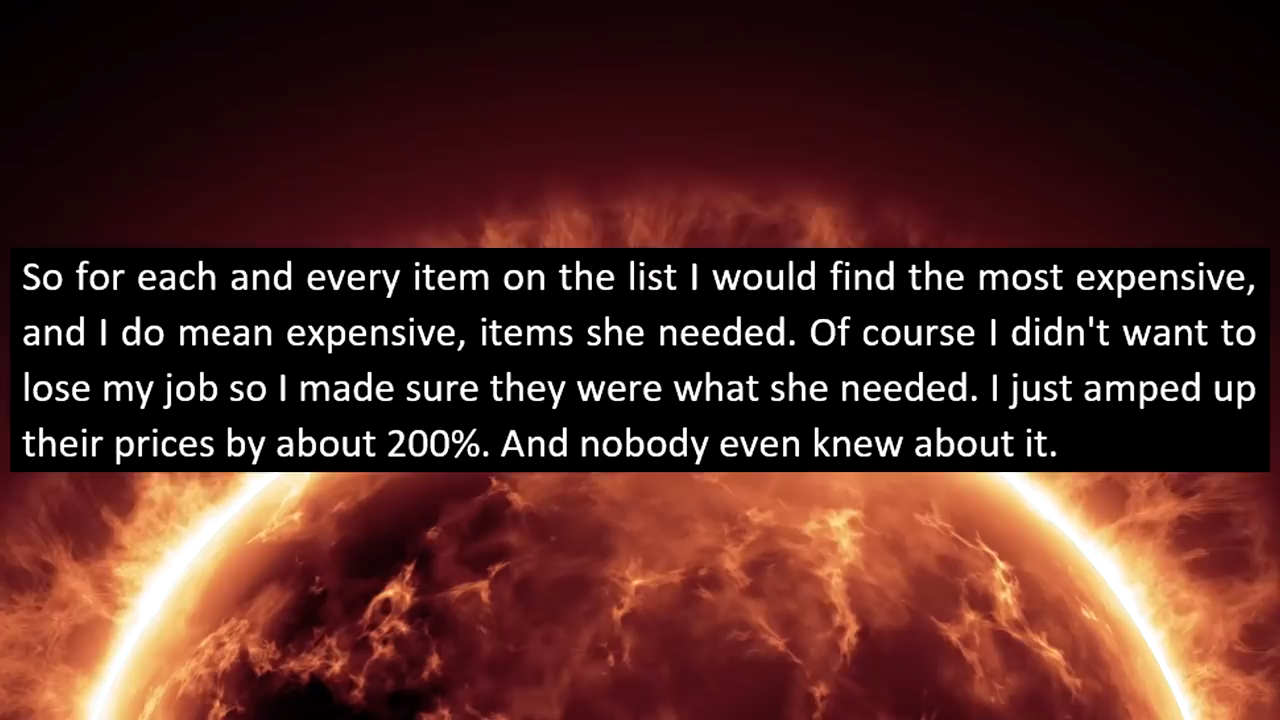 So for each and every item on the list I would find the most expensive,
and I do mean expensive, items she needed. Of course I didn't want to
lose my job so I made sure they were what she needed. I just amped up
their prices by about 200%. And nobody even knew about it.